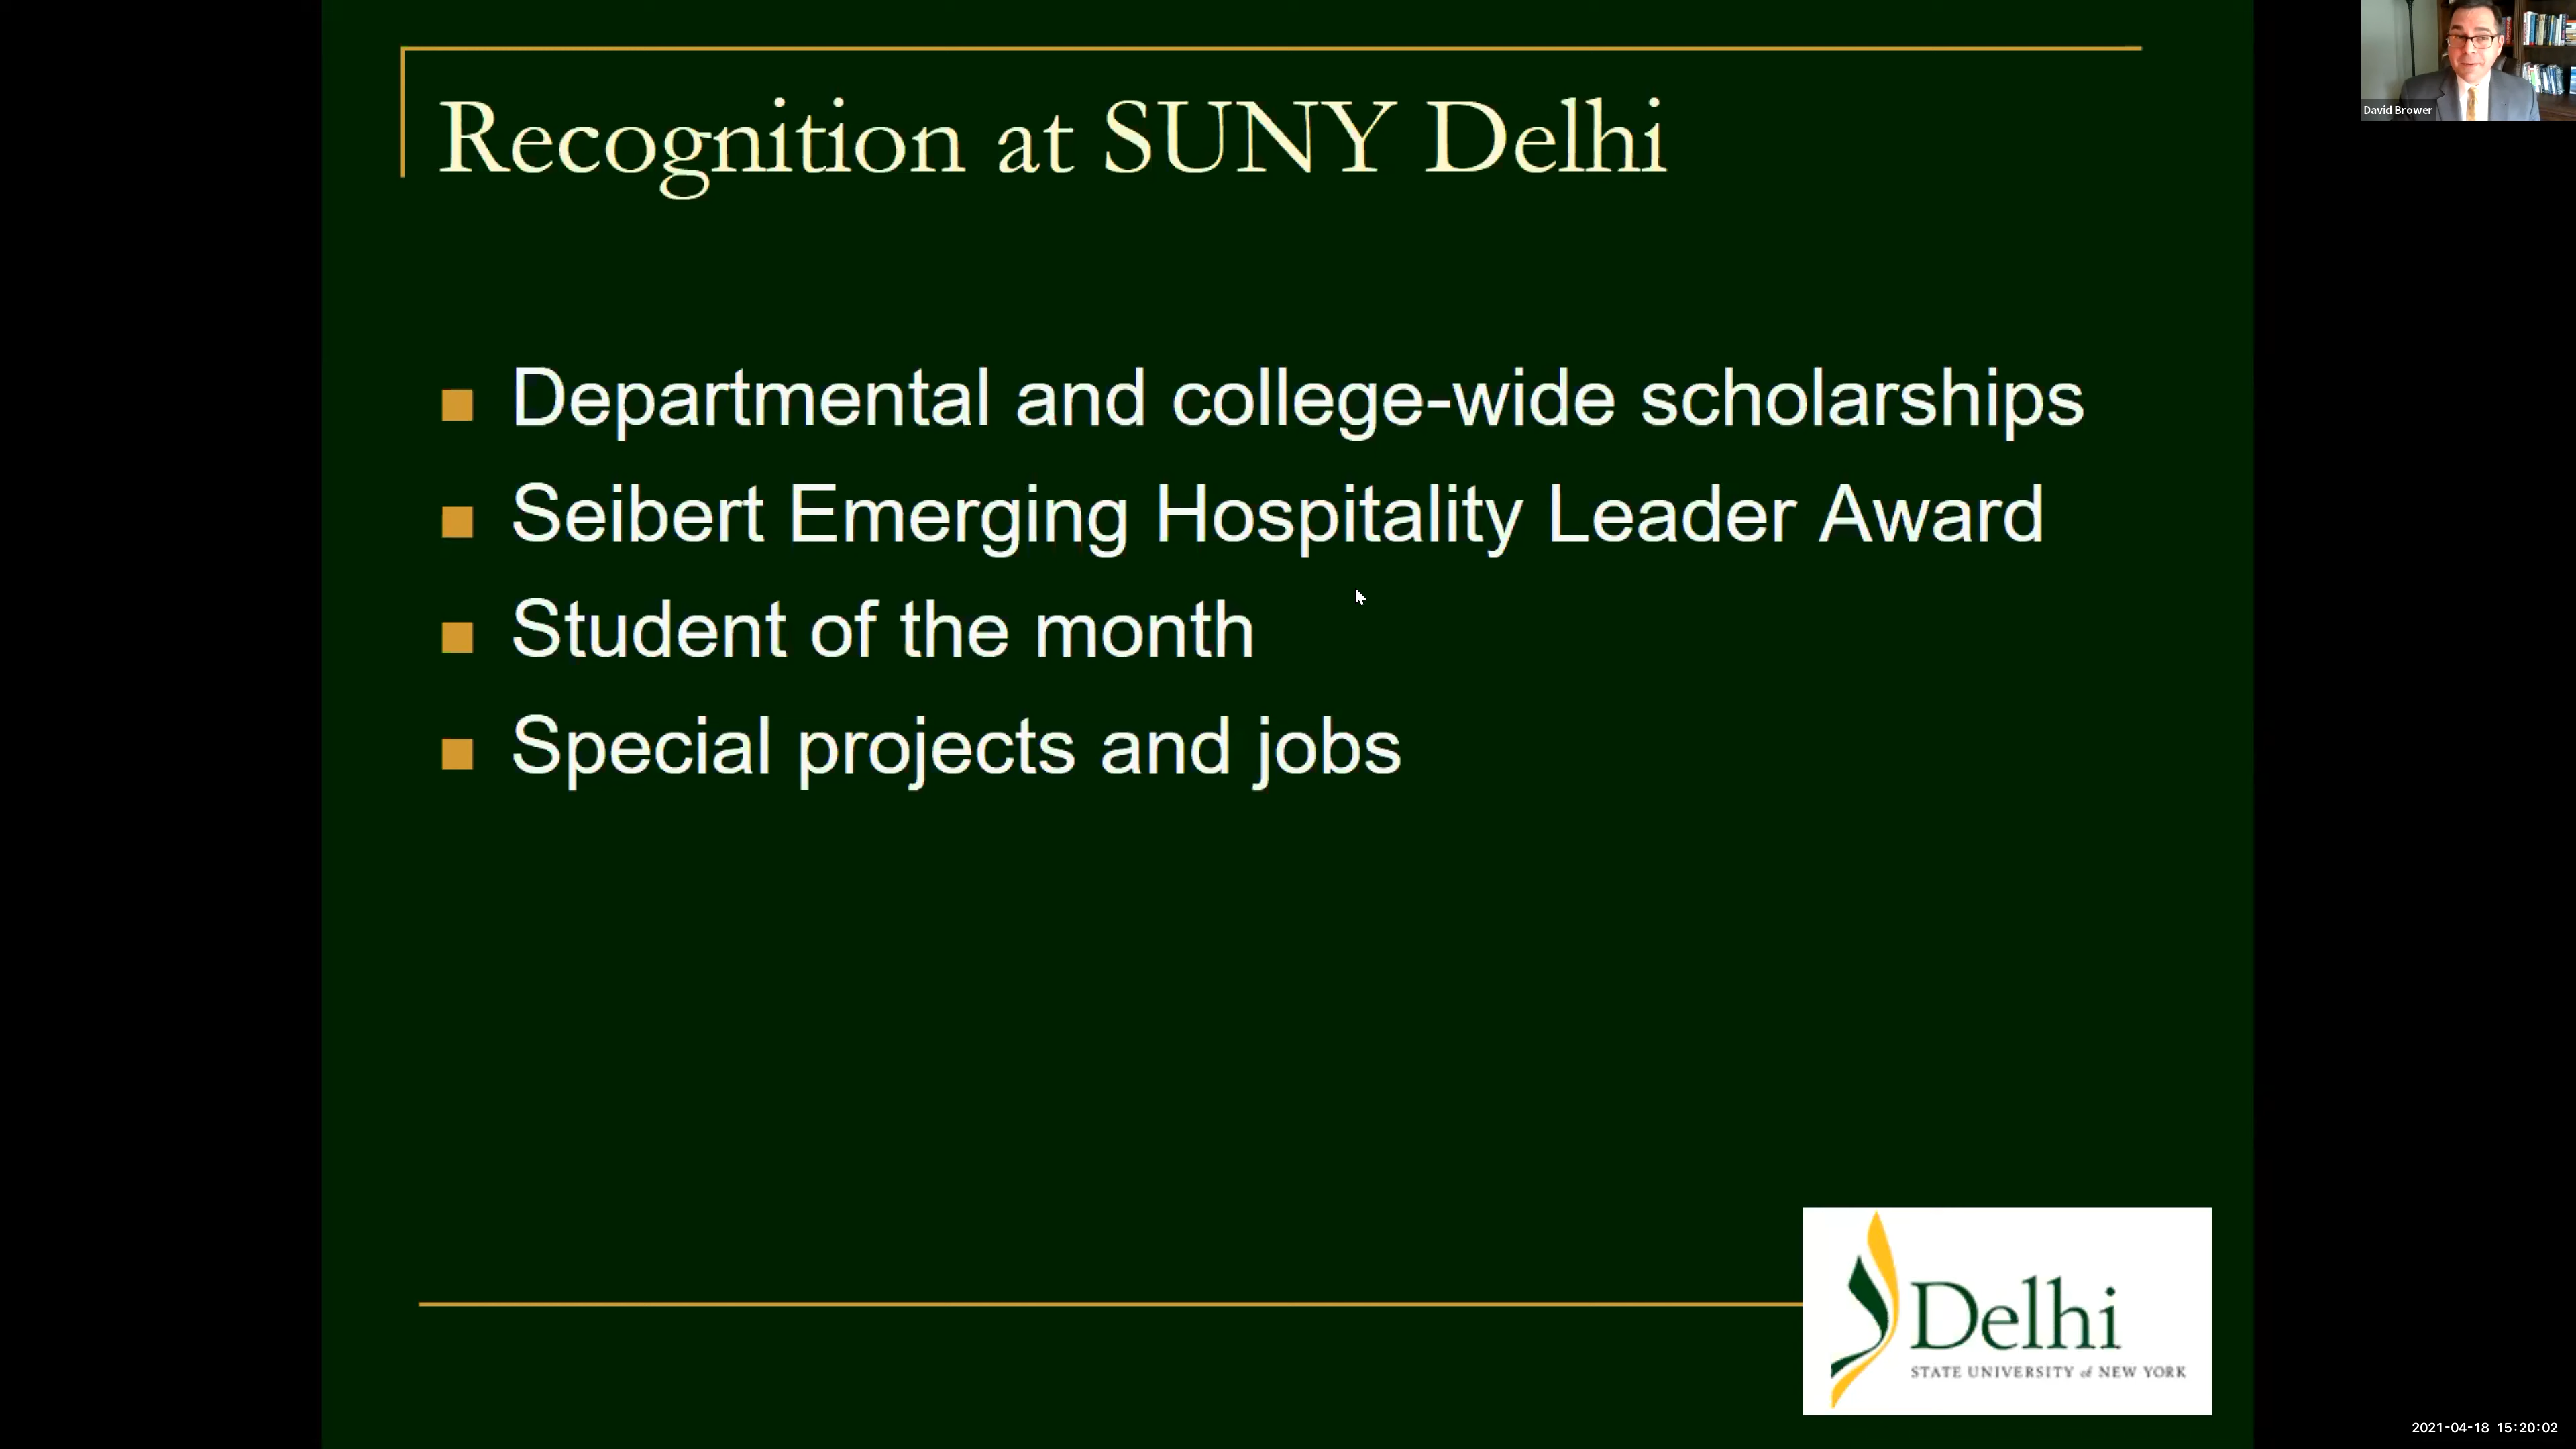 Recognition at SUNY Delhi
David Brower
Departmental and college-wide scholarships
Seibert Emerging Hospitality Leader Award
Student of the month
Special projects and jobs
Delhi
STATE UNIVERSITY of NEW YORK
2021-04-18 15:20:02